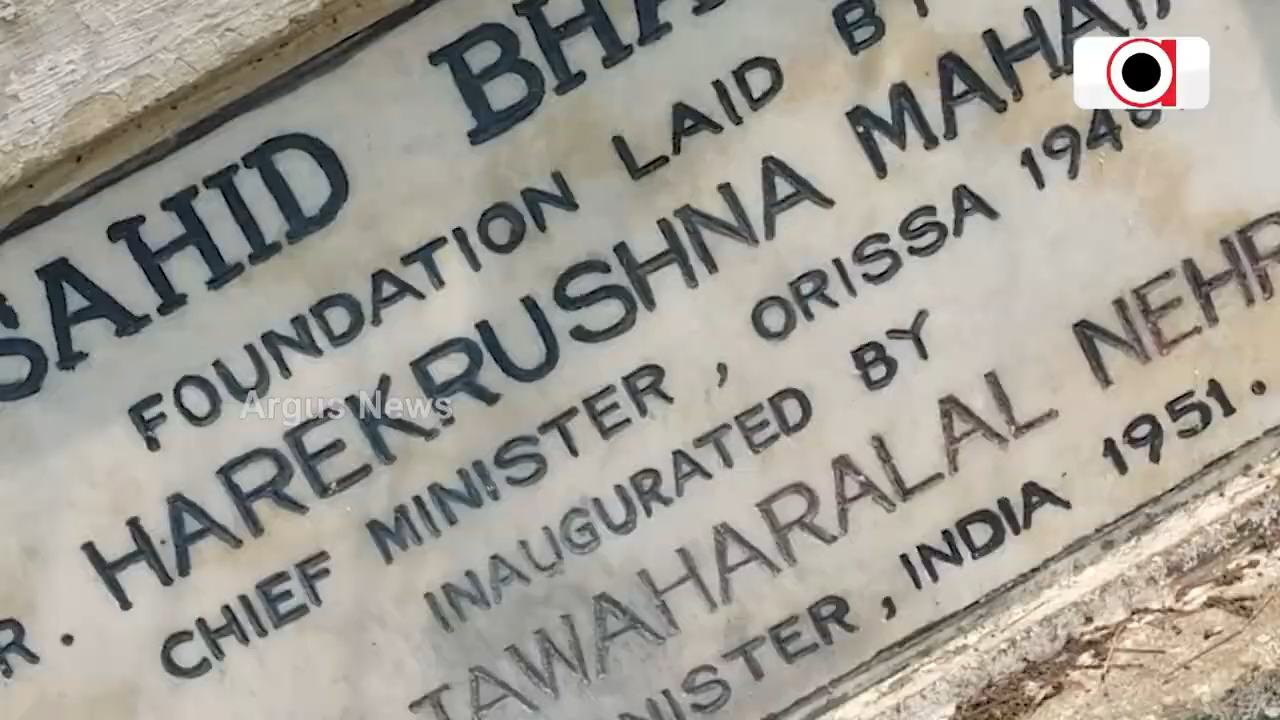 SAHID BHA
FOUNDATION LAID BY
R. HAREKRUSHNA MAHA
CHIEF MINISTER, ORISSA 194
INAUGURATED BY
JAWAHARALAL NEHR
NISTER, INDIA 1951.
Argus News